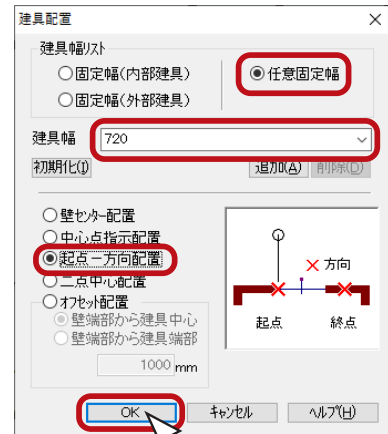 建具配置
建具幅リスト
固定幅(内部建具)
任意固定幅
固定幅(外部建具)
建具幅
720
初期化(I)
追加(A)
削除(D)
壁センター配置
中心点指示配置
起点－方向配置
二点中心配置
オフセット配置
壁端部から建具中心
壁端部から建具端部
1000 mm
方向
起点
終点
OK
キャンセル
ヘルプ(H)